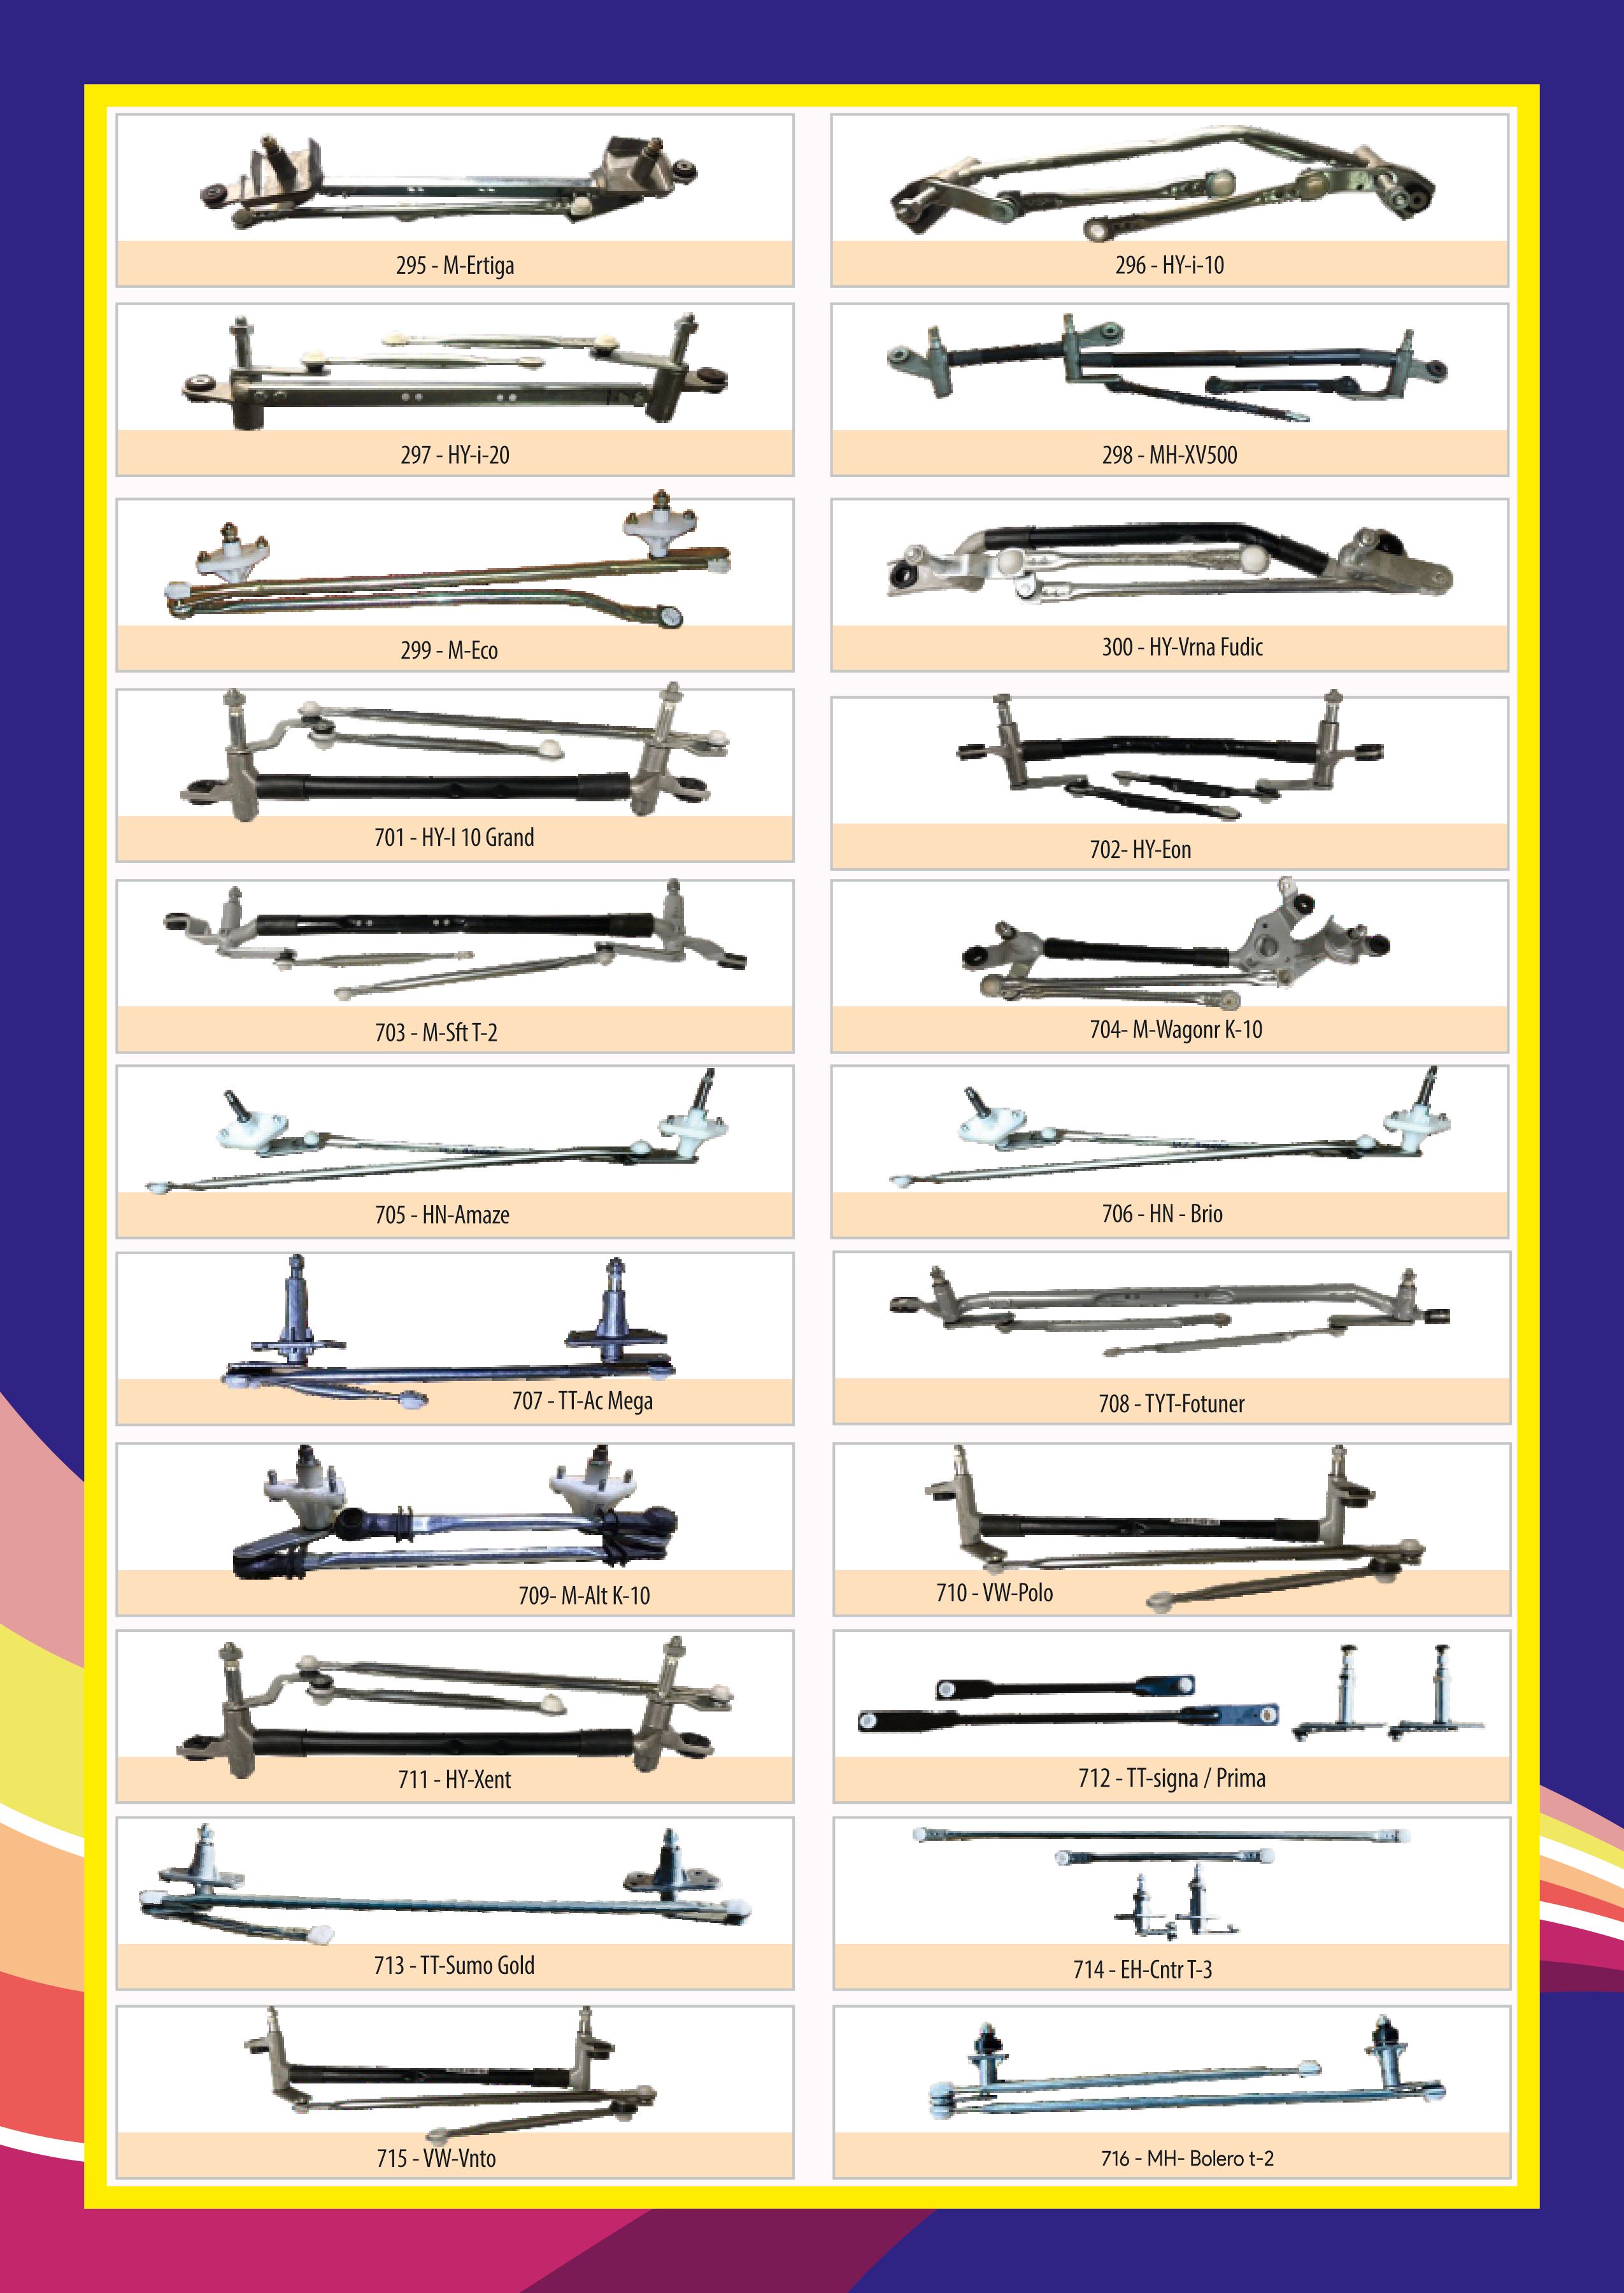 295 - M-Ertiga
296 - HY-i-10
297 - HY-i-20
298 - MH-XV500
299 - M-Eco
300 - HY-Vrna Fudic
701 - HY-I 10 Grand
702- HY-Eon
703 - M-Sft T-2
704- M-Wagonr K-10
705 - HN-Amaze
706 - HN - Brio
707 - TT-Ac Mega
708 - TYT-Fotuner
709- M-Alt K-10
710 - VW-Polo
711 - HY-Xent
712 - TT-signa / Prima
713 - TT-Sumo Gold
714 - EH-Cntr T-3
715 - VW-Vnto
716 - MH- Bolero t-2